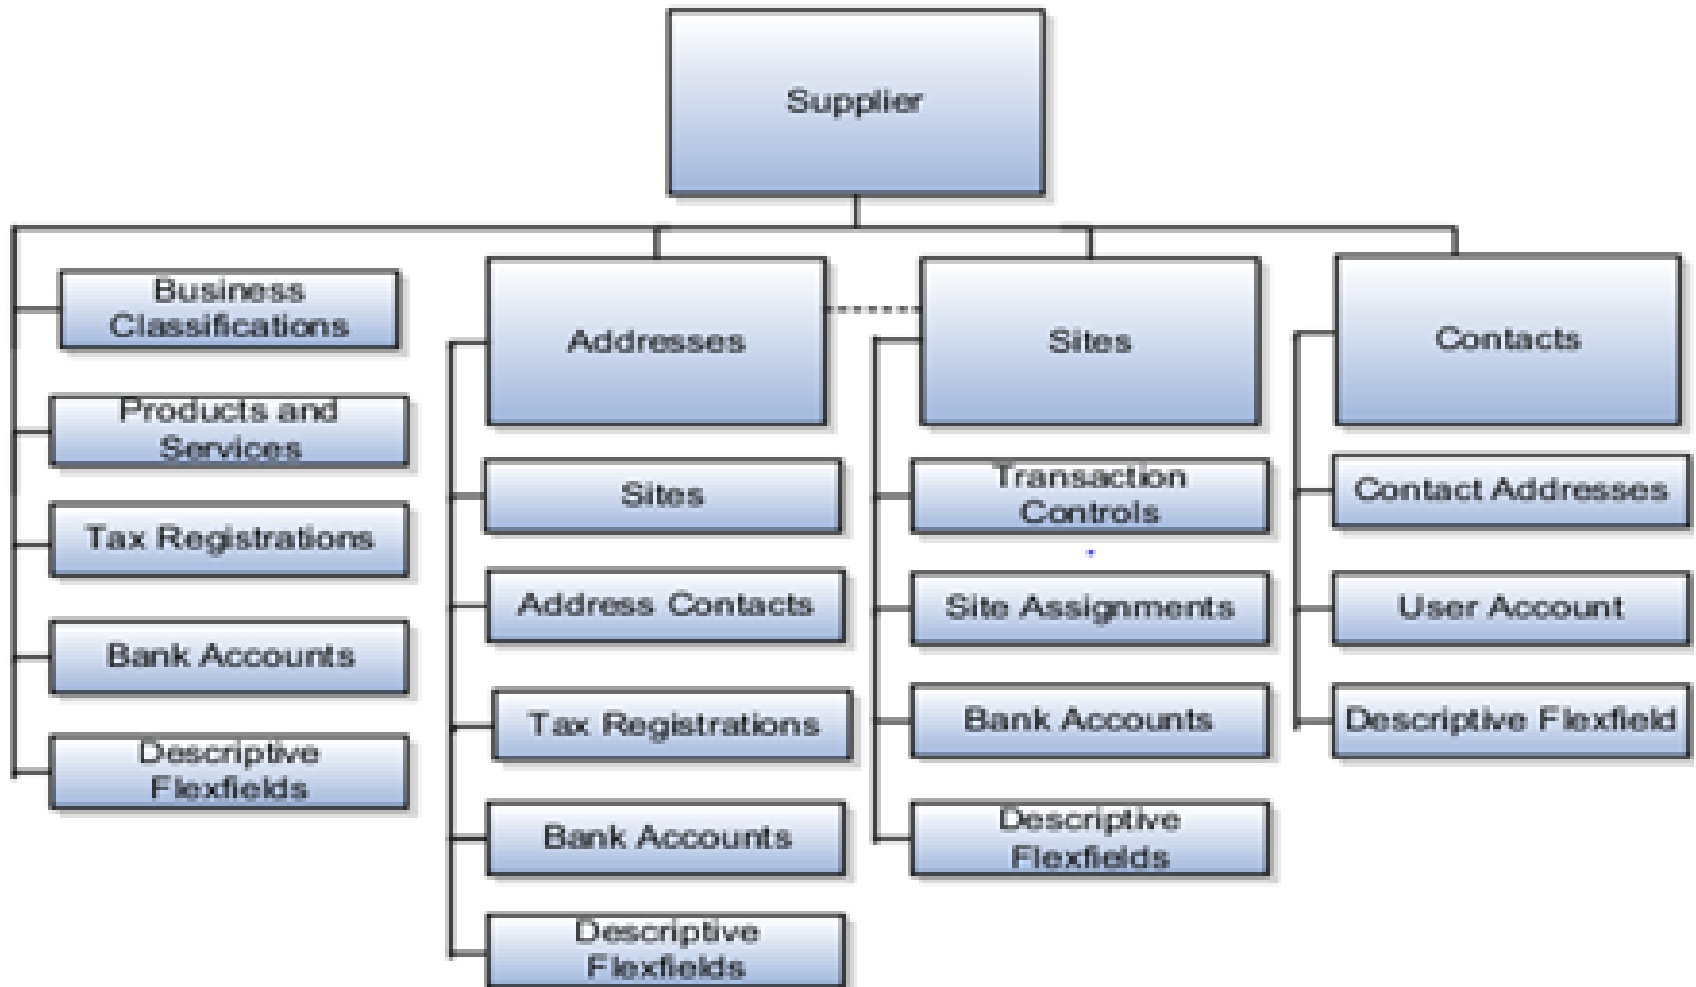 Supplier
Business
Classifications
Products and
Services
Tax Registrations
Bank Accounts
Descriptive
Flexfields
Addresses
Sites
Address Contacts
Tax Registrations
Bank Accounts
Descriptive
Flexfields
Sites
Transaction
Controls
Site Assignments
Bank Accounts
Descriptive
Flexfields
Contacts
Contact Addresses
User Account
Descriptive Flexfield